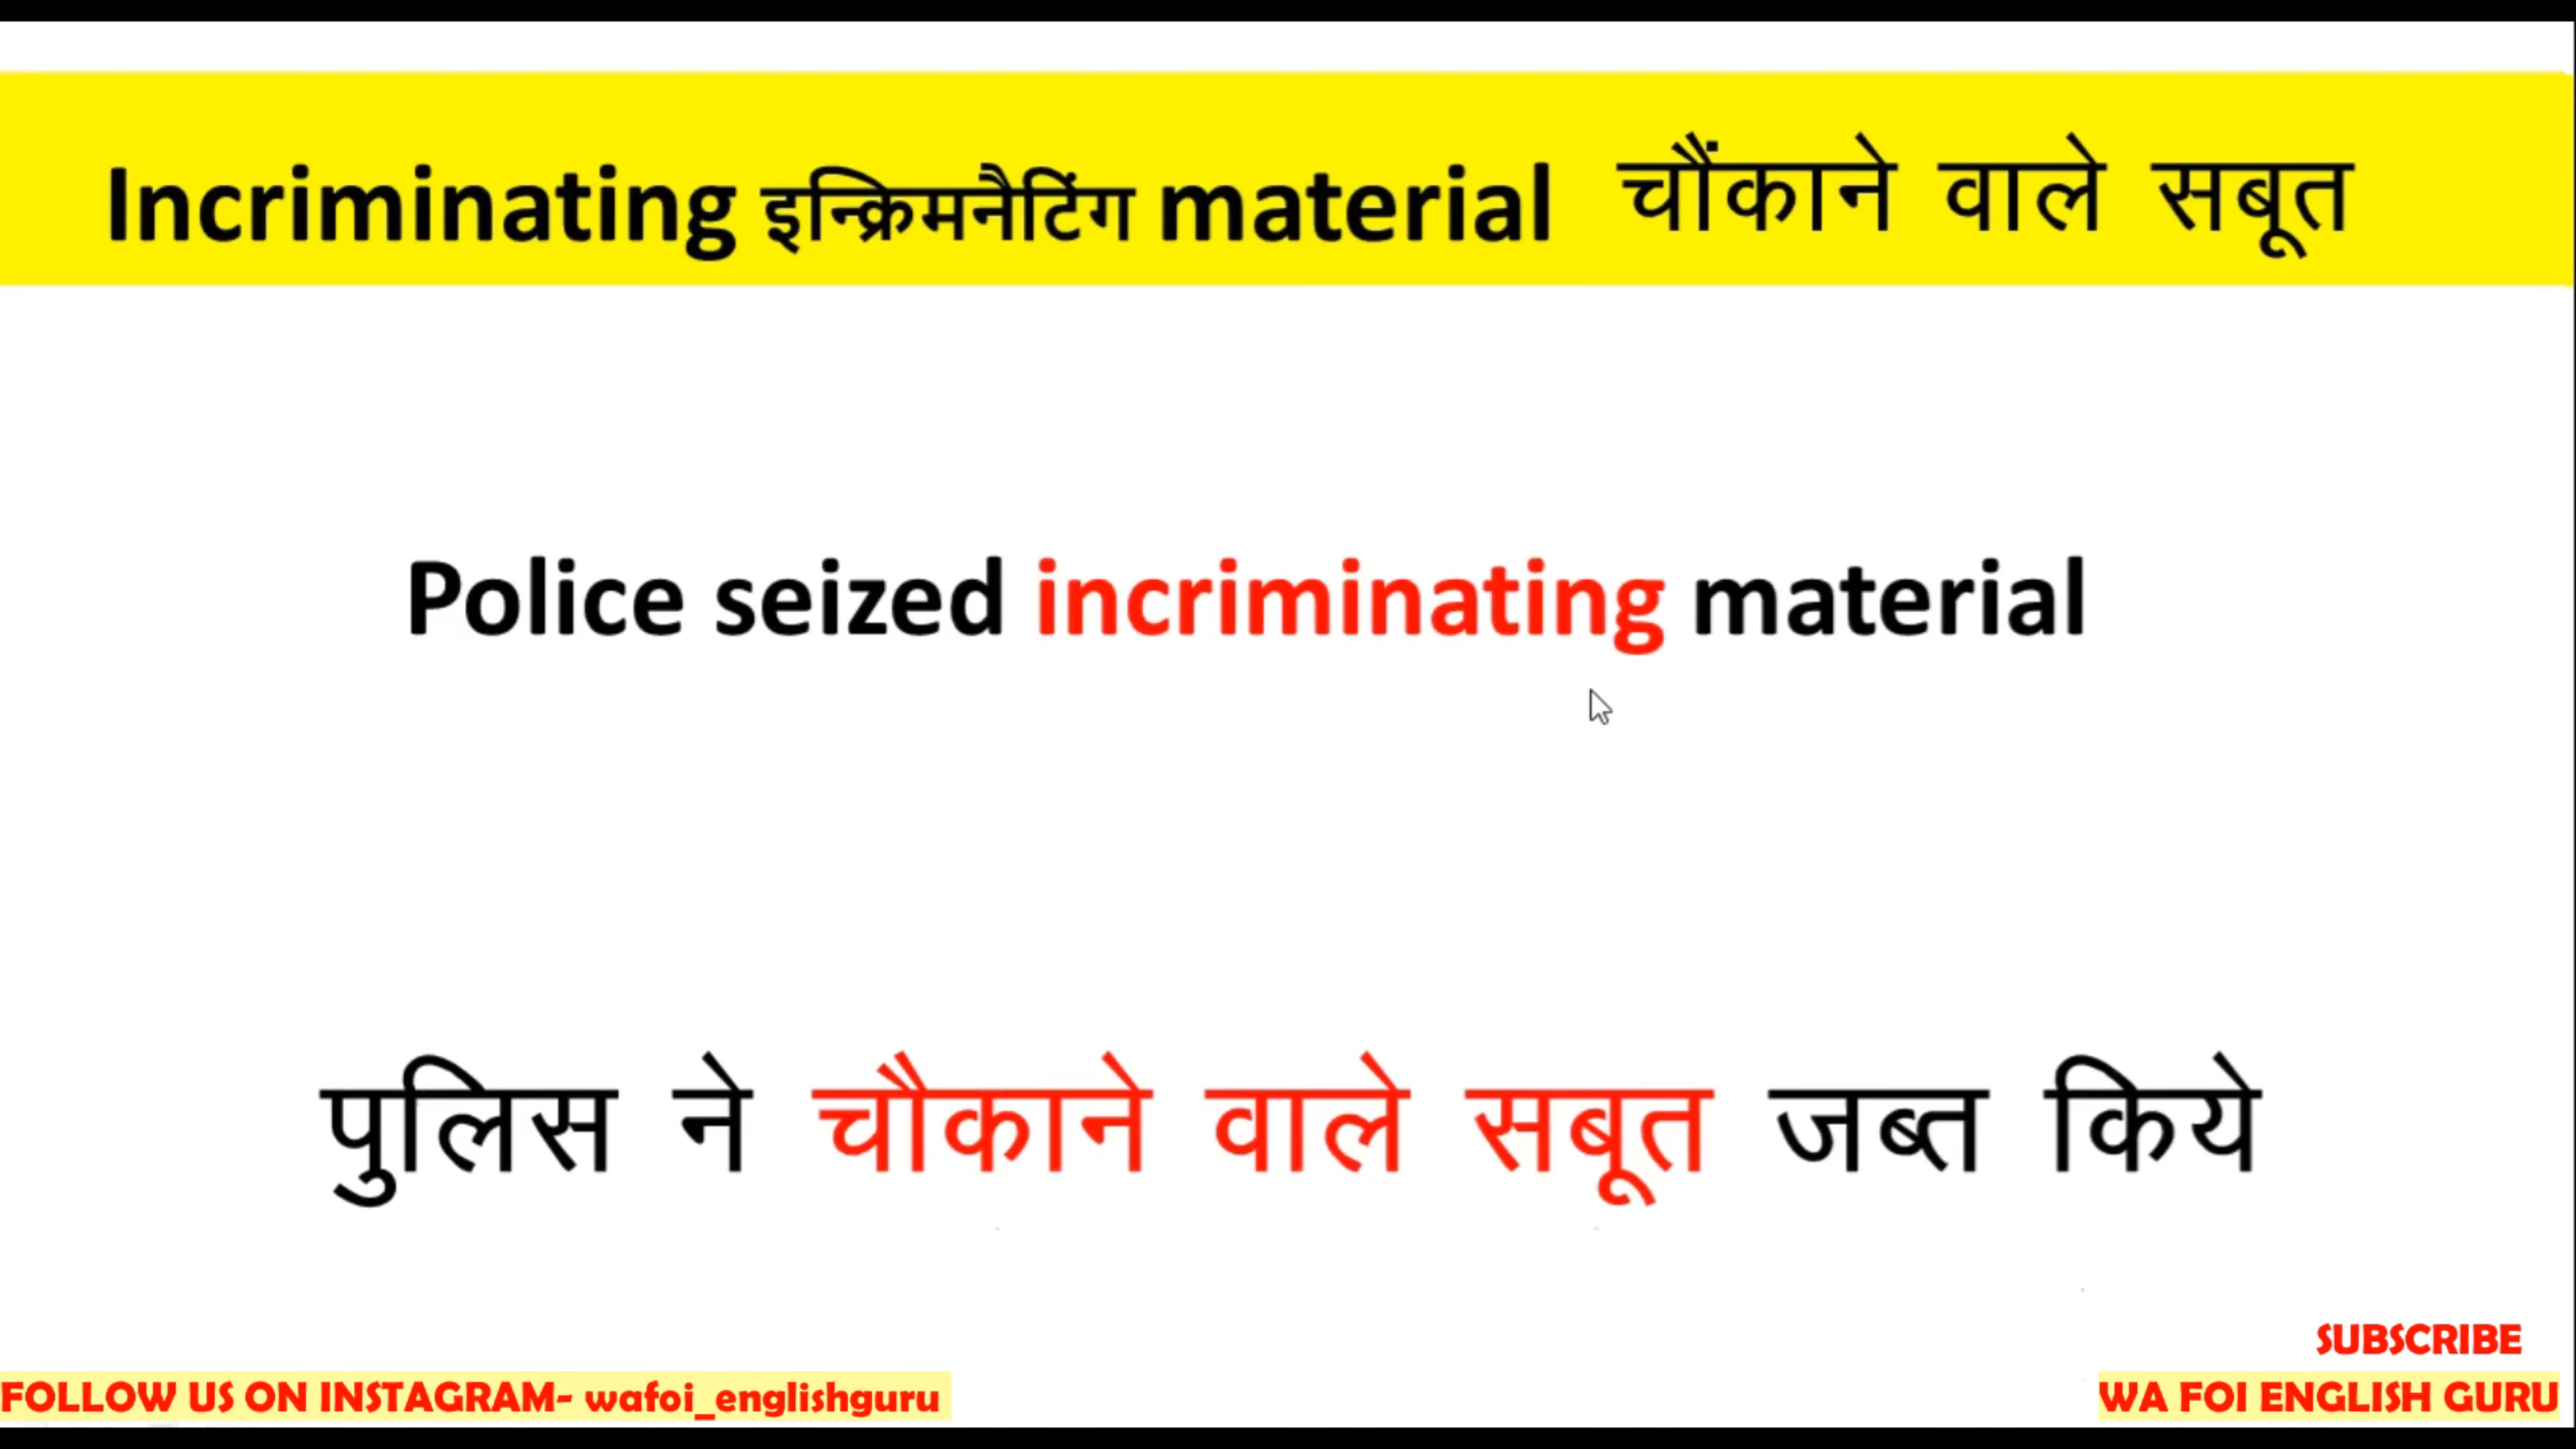 Incriminating इन्क्रिमनैटिंग material चौंकाने वाले सबूत
Police seized incriminating material
पुलिस ने चौकाने वाले सबूत जब्त किये
SUBSCRIBE
FOLLOW US ON INSTAGRAM- wafoi_englishguru WA FOI ENGLISH GURU